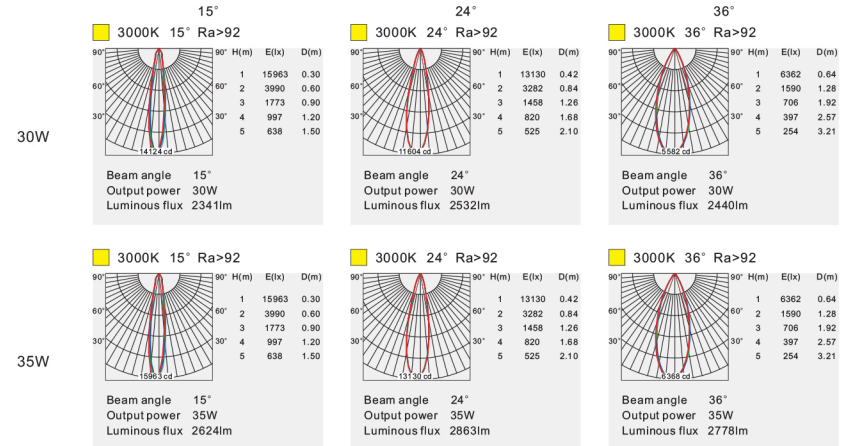 15° 24° 36°
3000K 15° Ra>92
90° 90° H(m) E(lx) D(m)
1 15963 0.30
60° 60° 2 3990 0.60
3 1773 0.90
30° 30° 4 997 1.20
5 638 1.50
14124 cd
Beam angle 15°
Output power 30W
Luminous flux 2341lm
3000K 24° Ra>92
90° 90° H(m) E(lx) D(m)
1 13130 0.42
60° 60° 2 3282 0.84
3 1458 1.26
30° 30° 4 820 1.68
5 525 2.10
11604 cd
Beam angle 24°
Output power 30W
Luminous flux 2532lm
3000K 36° Ra>92
90° 90° H(m) E(lx) D(m)
1 6362 0.64
60° 60° 2 1590 1.28
3 706 1.92
30° 30° 4 397 2.57
5 254 3.21
5582 cd
Beam angle 36°
Output power 30W
Luminous flux 2440lm
30W
3000K 15° Ra>92
90° 90° H(m) E(lx) D(m)
1 15963 0.30
60° 60° 2 3990 0.60
3 1773 0.90
30° 30° 4 997 1.20
5 638 1.50
15963 cd
Beam angle 15°
Output power 35W
Luminous flux 2624lm
3000K 24° Ra>92
90° 90° H(m) E(lx) D(m)
1 13130 0.42
60° 60° 2 3282 0.84
3 1458 1.26
30° 30° 4 820 1.68
5 525 2.10
13130 cd
Beam angle 24°
Output power 35W
Luminous flux 2863lm
3000K 36° Ra>92
90° 90° H(m) E(lx) D(m)
1 6362 0.64
60° 60° 2 1590 1.28
3 706 1.92
30° 30° 4 397 2.57
5 254 3.21
6368 cd
Beam angle 36°
Output power 35W
Luminous flux 2778lm
35W